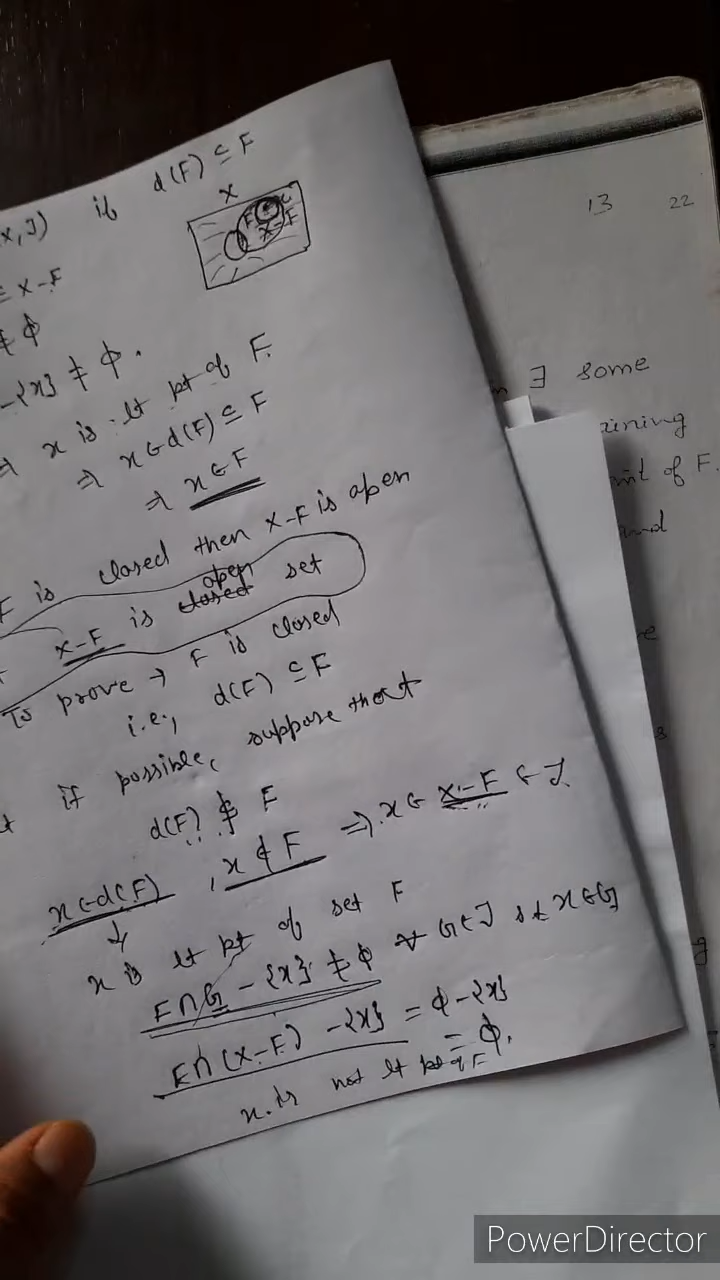 x, J) if d(F) ⊆ F
X
⊆ X-F
≠ ϕ
-{x} ≠ ϕ.
⇒ x is lt pt of F.
⇒ x ∈ d(F) ⊆ F
⇒ x ∈ F
F is closed then X-F is open
open
X-F is closed set
To prove → F is closed
i.e., d(F) ⊆ F
if possible, suppose that
d(F) ⊈ F
x ∈ d(F), x ∉ F ⇒ x ∈ X-F ∈ J.
↓
x is lt pt of set F
F∩G - {x} ≠ ϕ ∀ G∈J s.t x∈G
F∩(X-F) - {x} = ϕ-{x}
= ϕ.
x is not lt pt of F
13 22
∃ some
aining
of F.
PowerDirector